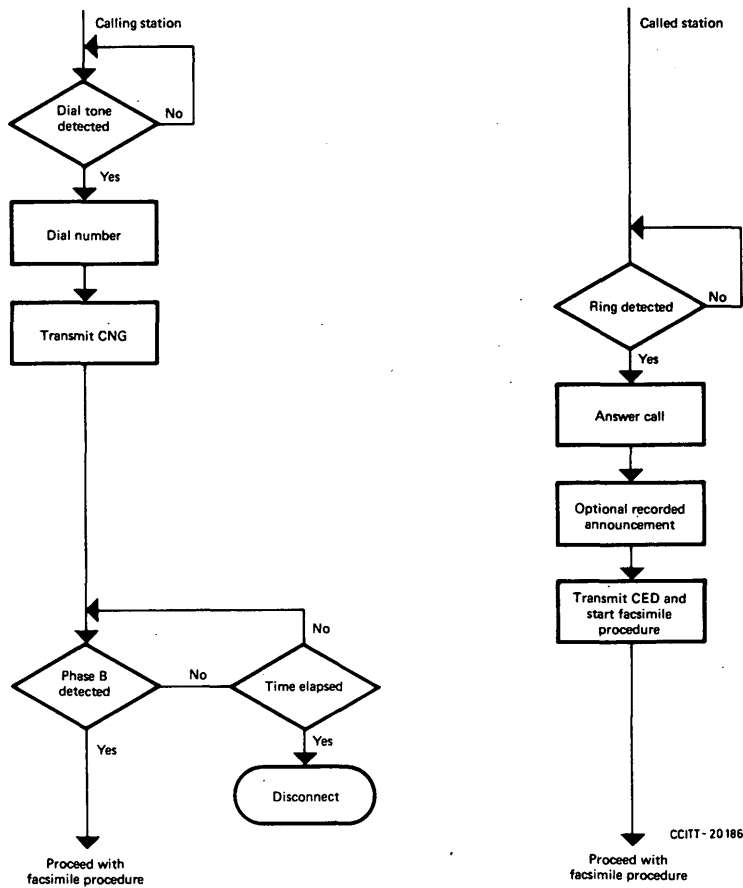 Calling station
Dial tone
detected
No
Yes
Dial number
Transmit CNG
No
Phase B
detected
No
Time elapsed
Yes
Yes
Disconnect
Proceed with
facsimile procedure
Called station
Ring detected
No
Yes
Answer call
Optional recorded
announcement
Transmit CED and
start facsimile
procedure
CCITT - 20186
Proceed with
facsimile procedure